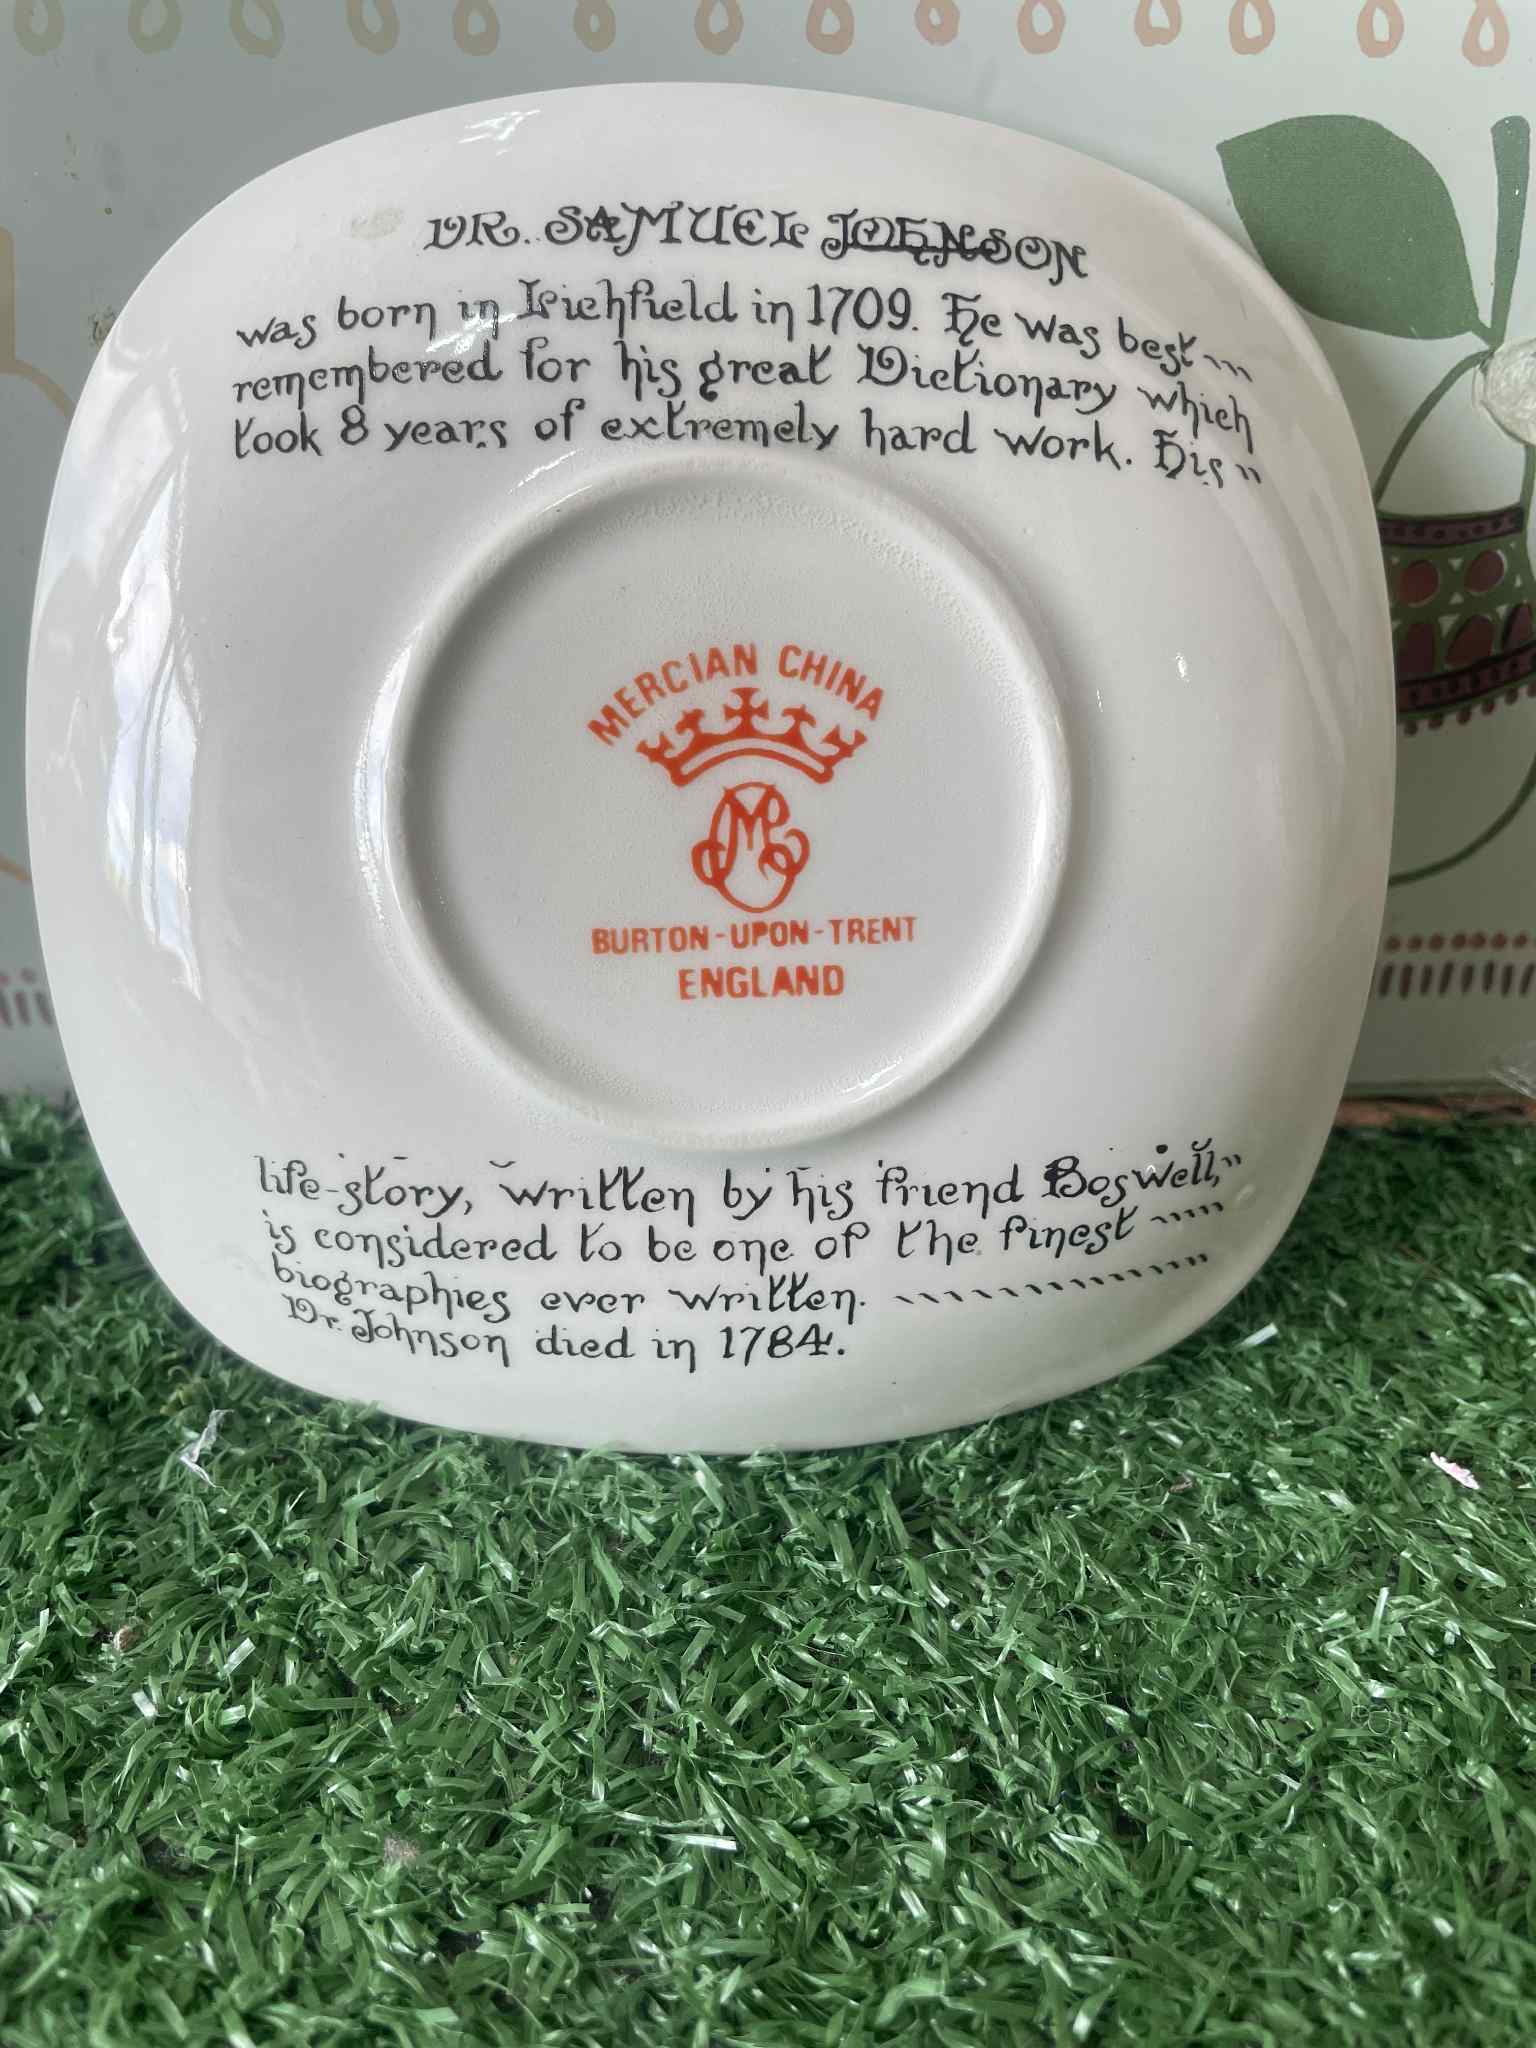 DR. SAMUEL JOHNSON
was born in Lichfield in 1709. He was best
remembered for his great Dictionary which
took 8 years of extremely hard work. His
MERCIAN CHINA
BURTON-UPON-TRENT
ENGLAND
life-story, written by his friend Boswell,
is considered to be one of the finest
biographies ever written.
Dr. Johnson died in 1784.